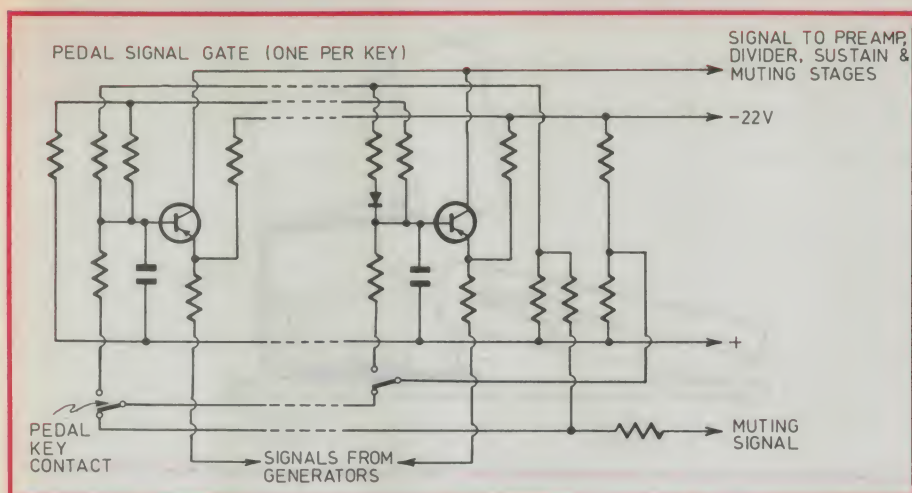 PEDAL SIGNAL GATE (ONE PER KEY)
SIGNAL TO PREAMP,
DIVIDER, SUSTAIN &
MUTING STAGES
-22V
+
PEDAL
KEY
CONTACT
MUTING
SIGNAL
SIGNALS FROM
GENERATORS